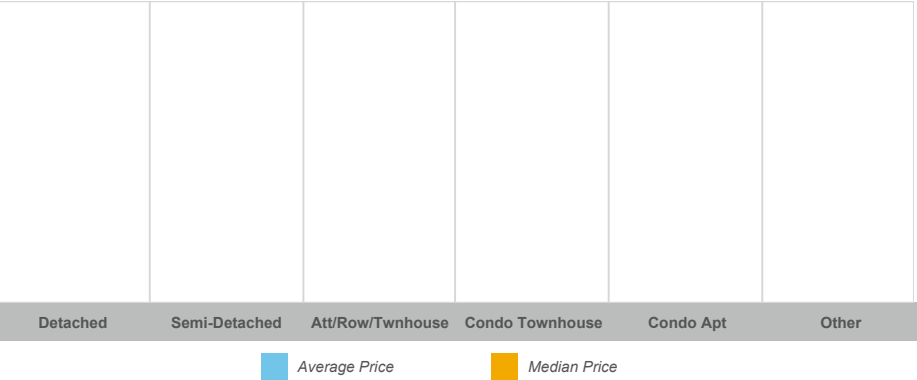 Detached Semi-Detached Att/Row/Twnhouse Condo Townhouse Condo Apt Other
Average Price Median Price